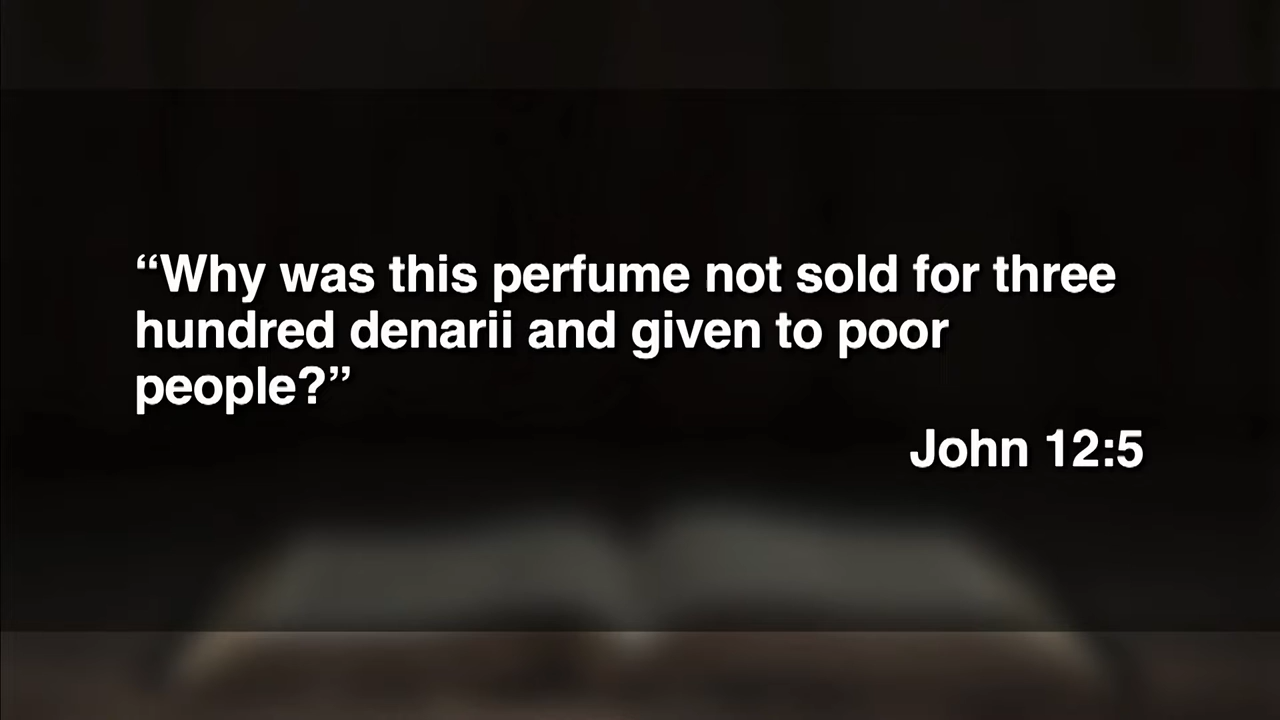 “Why was this perfume not sold for three
hundred denarii and given to poor
people?”
John 12:5